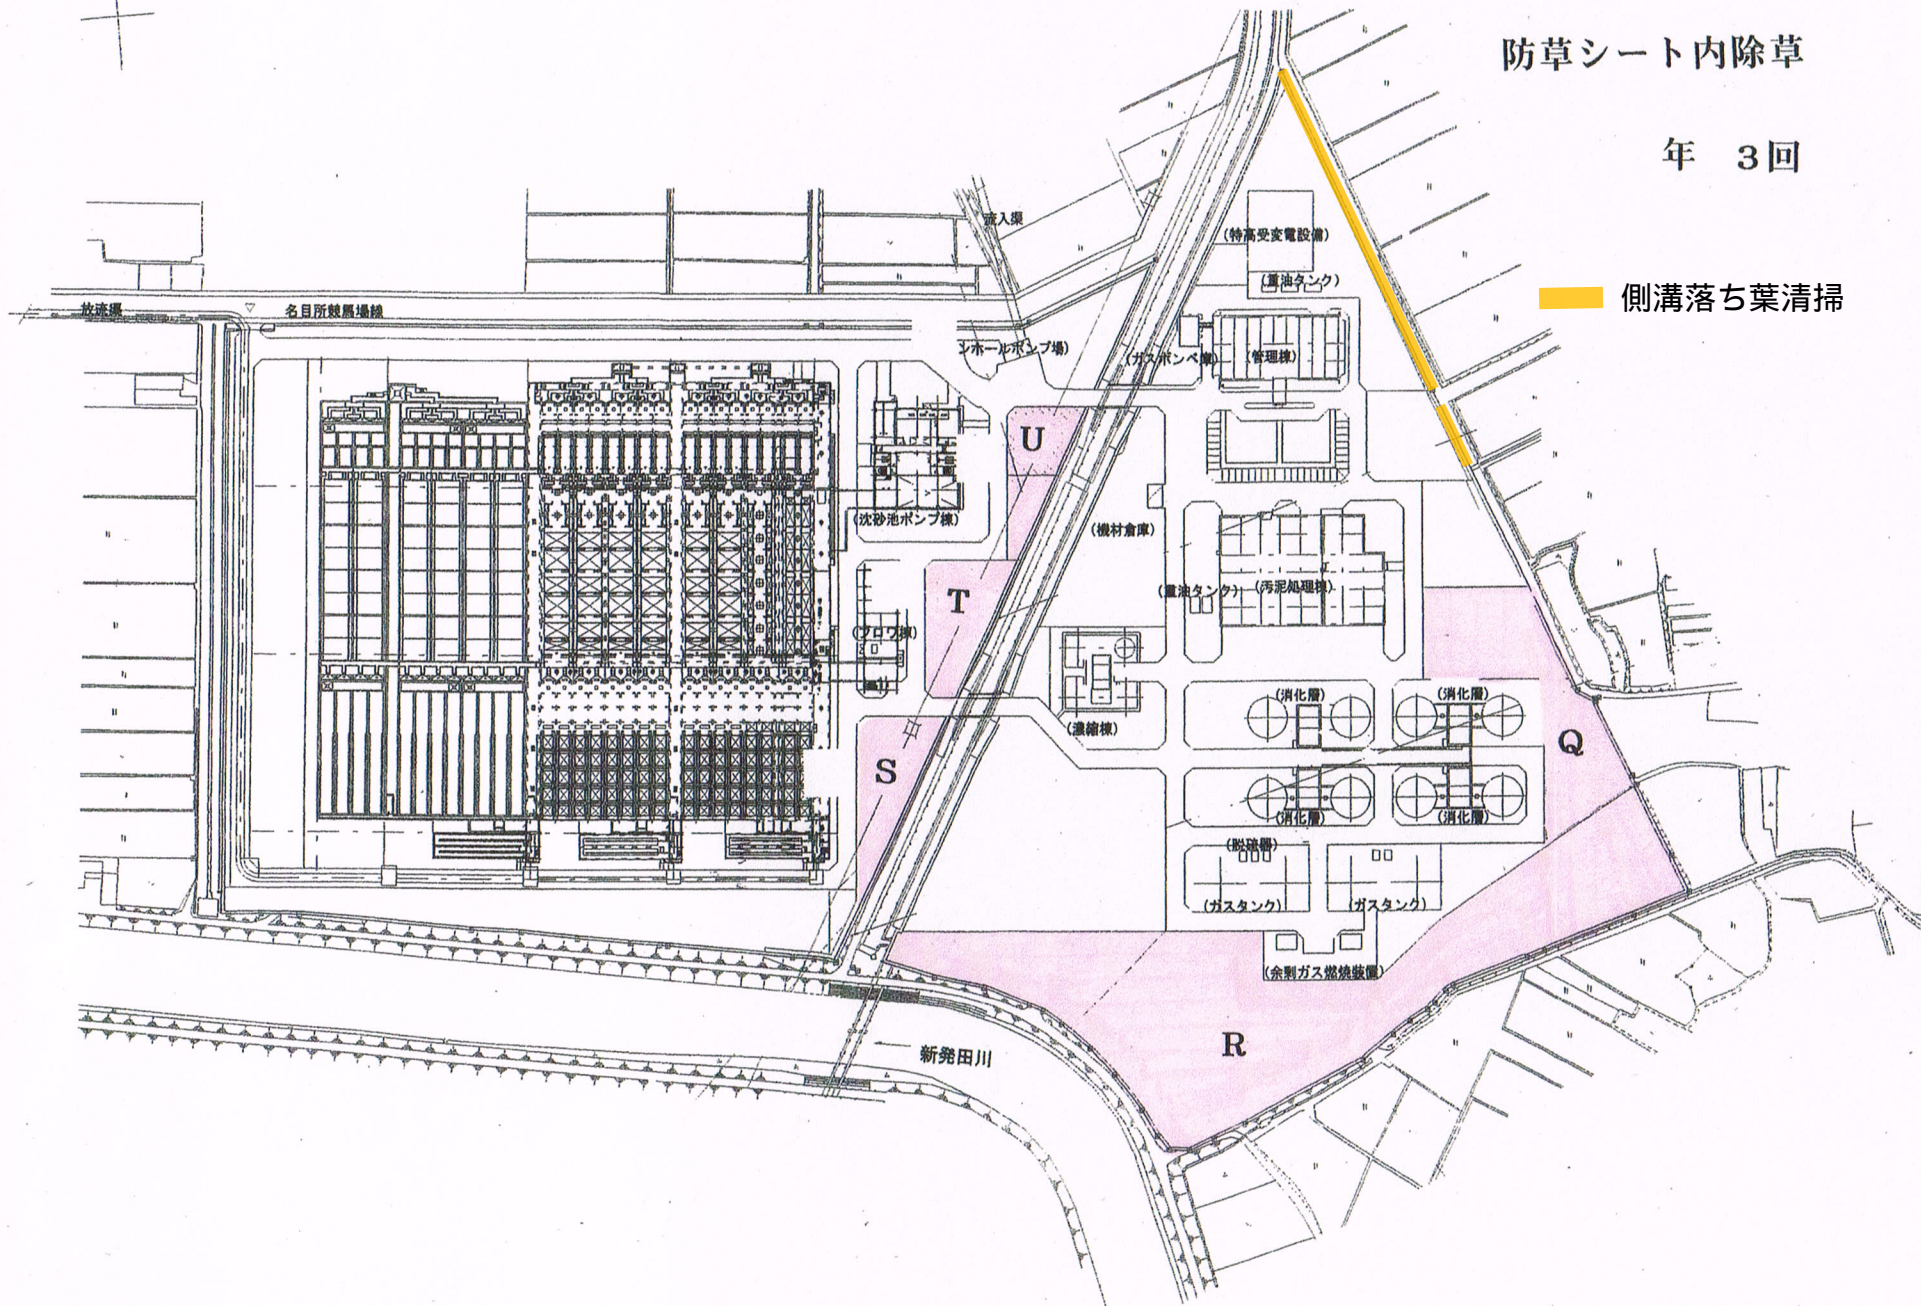 防草シート内除草
年 3回
流入渠
(特高受変電設備)
(重油タンク)
側溝落ち葉清掃
放流渠
名目所競馬場線
ンホールポンプ場)
(ガスボンベ庫)
(管理棟)
U
(沈砂池ポンプ棟)
(機材倉庫)
T
(重油タンク)
(汚泥処理棟)
(ブロワ棟)
(消化層)
(消化層)
(濃縮棟)
Q
S
(消化層)
(消化層)
(脱硫器)
(ガスタンク)
(ガスタンク)
(余剰ガス燃焼装置)
R
新発田川